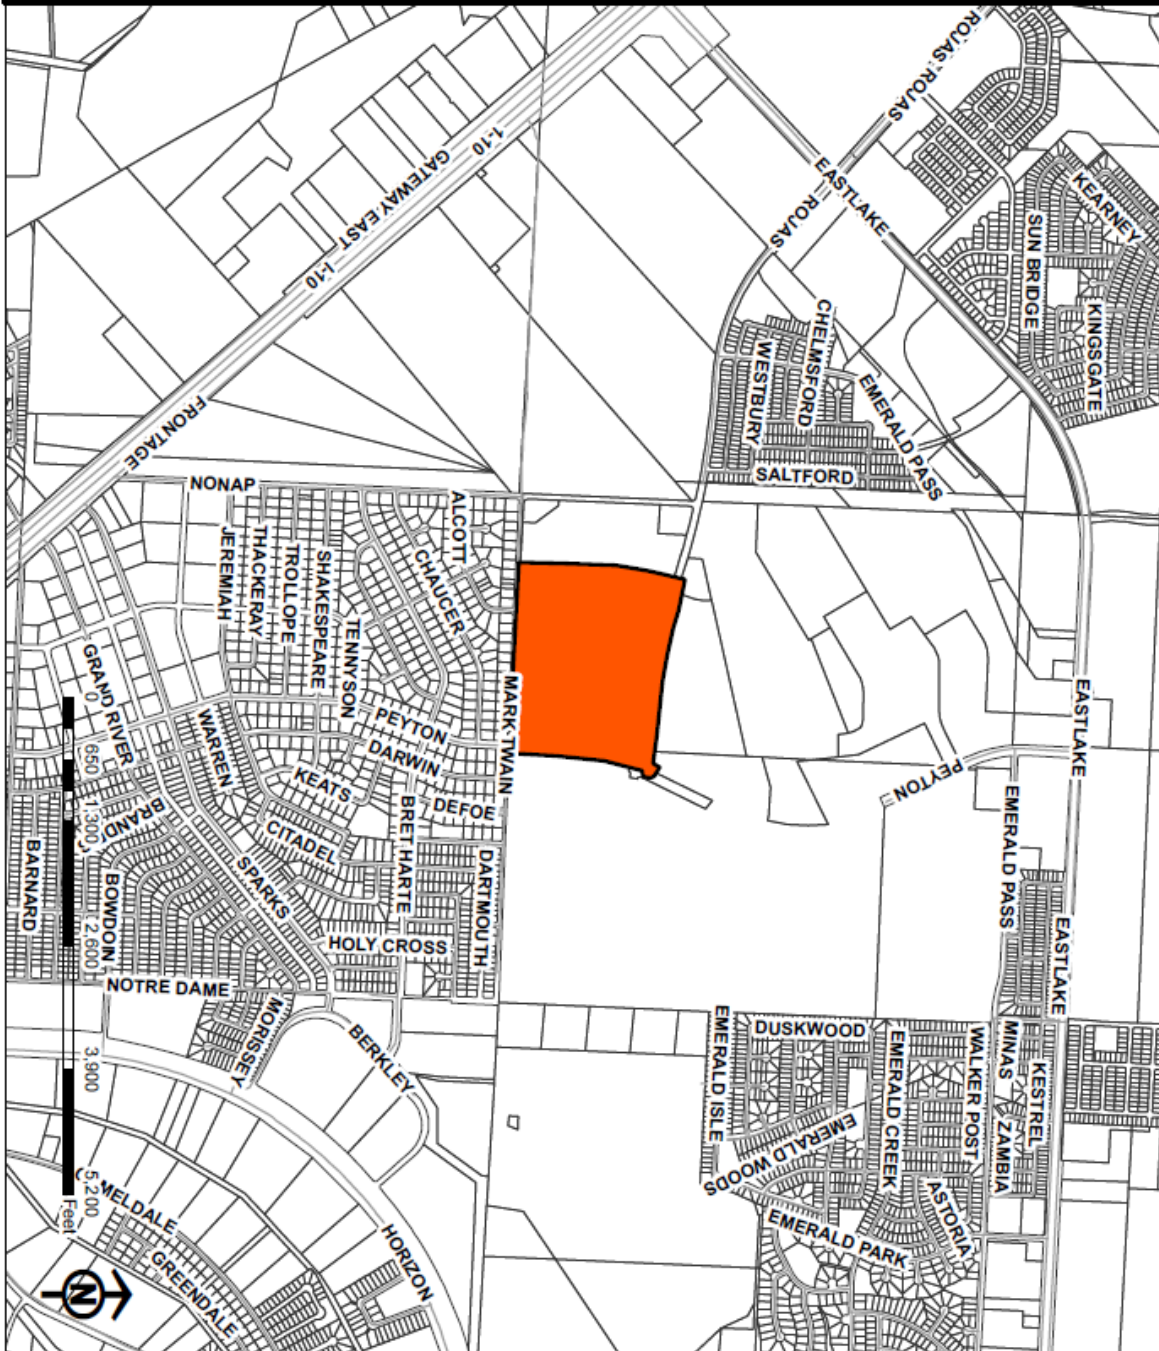 ROJAS
ROJAS
ROJAS
EASTLAKE
KEARNEY
SUN BRIDGE
KINGSGATE
I-10
GATEWAY EAST
I-10
FRONTAGE
CHELMSFORD
WESTBURY
EMERALD PASS
SALTFORD
NONAP
ALCOTT
CHAUCER
JEREMIAH
THACKERAY
TROLLOPE
SHAKESPEARE
TENNYSON
MARK TWAIN
GRAND RIVER
WARREN
PEYTON
DARWIN
KEATS
DEFOE
BRET HARTE
CITADEL
SPARKS
DARTMOUTH
HOLY CROSS
BARNARD
BOWDOIN
NOTRE DAME
MORISSEY
BERKLEY
HORIZON
GREENDALE
EASTLAKE
PEYTON
EMERALD PASS
EASTLAKE
EMERALD ISLE
DUSKWOOD
EMERALD CREEK
WALKER POST
MINAS
KESTREL
ZAMBIA
EMERALD WOODS
ASTORIA
EMERALD PARK
0
650
1,300
2,600
3,900
5,200
Feet
N